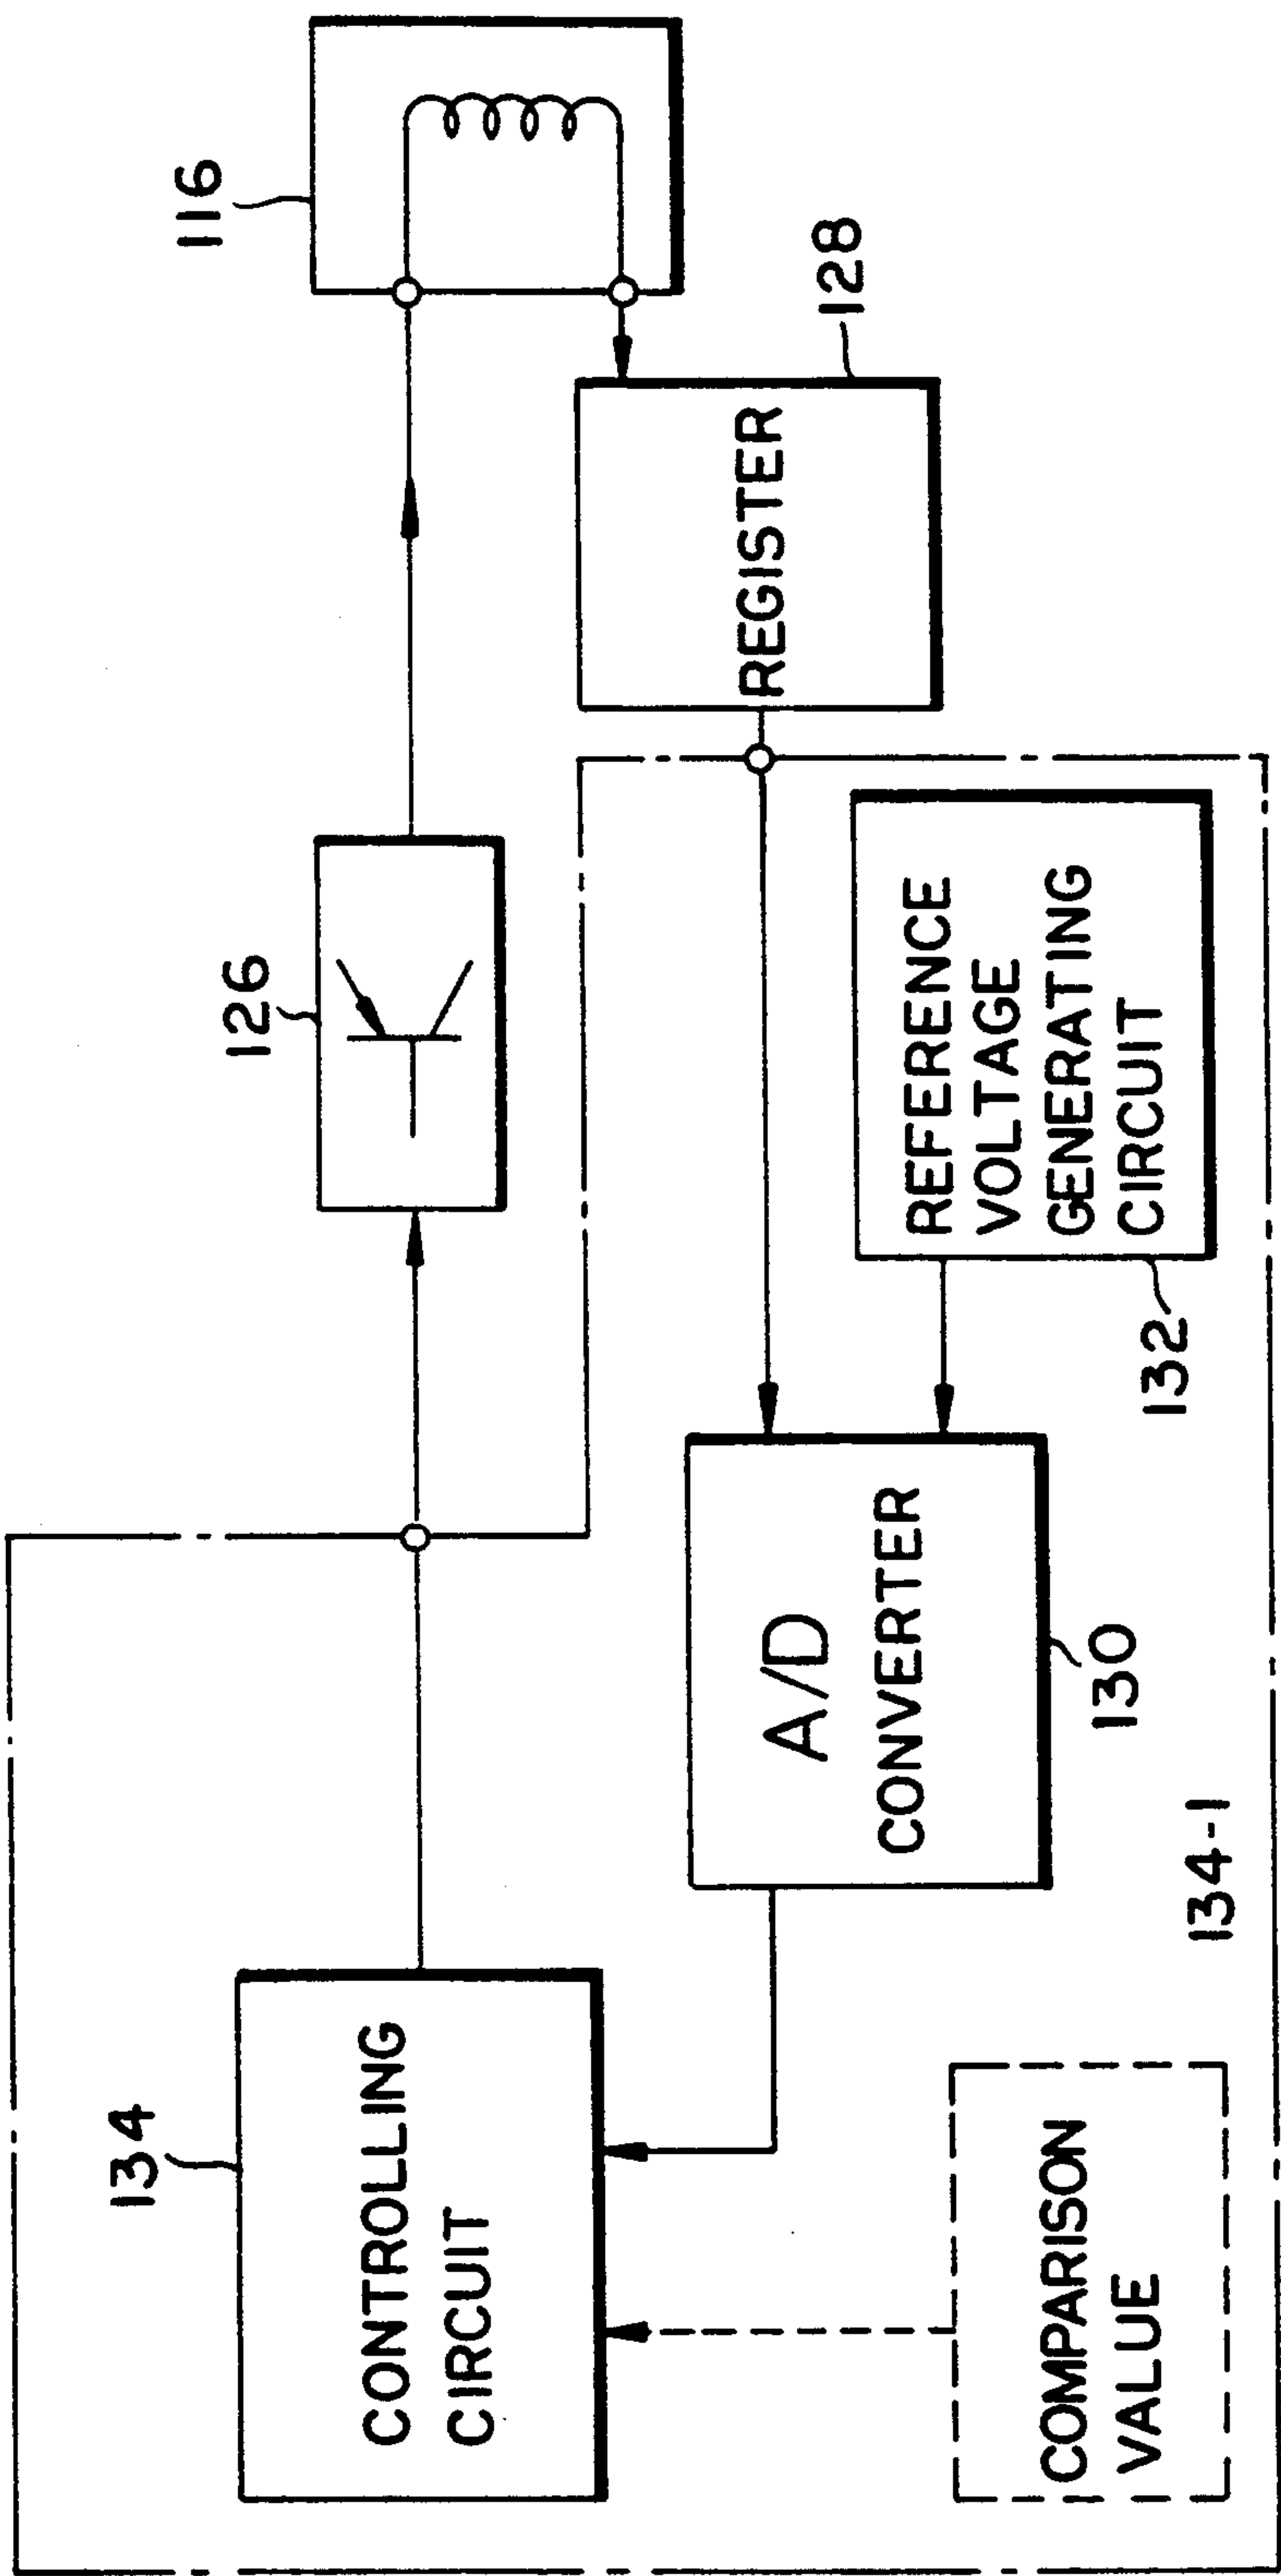 116
126
134
CONTROLLING
CIRCUIT
128
REGISTER
REFERENCE
VOLTAGE
GENERATING
CIRCUIT
132
A/D
CONVERTER
130
134-1
COMPARISON
VALUE